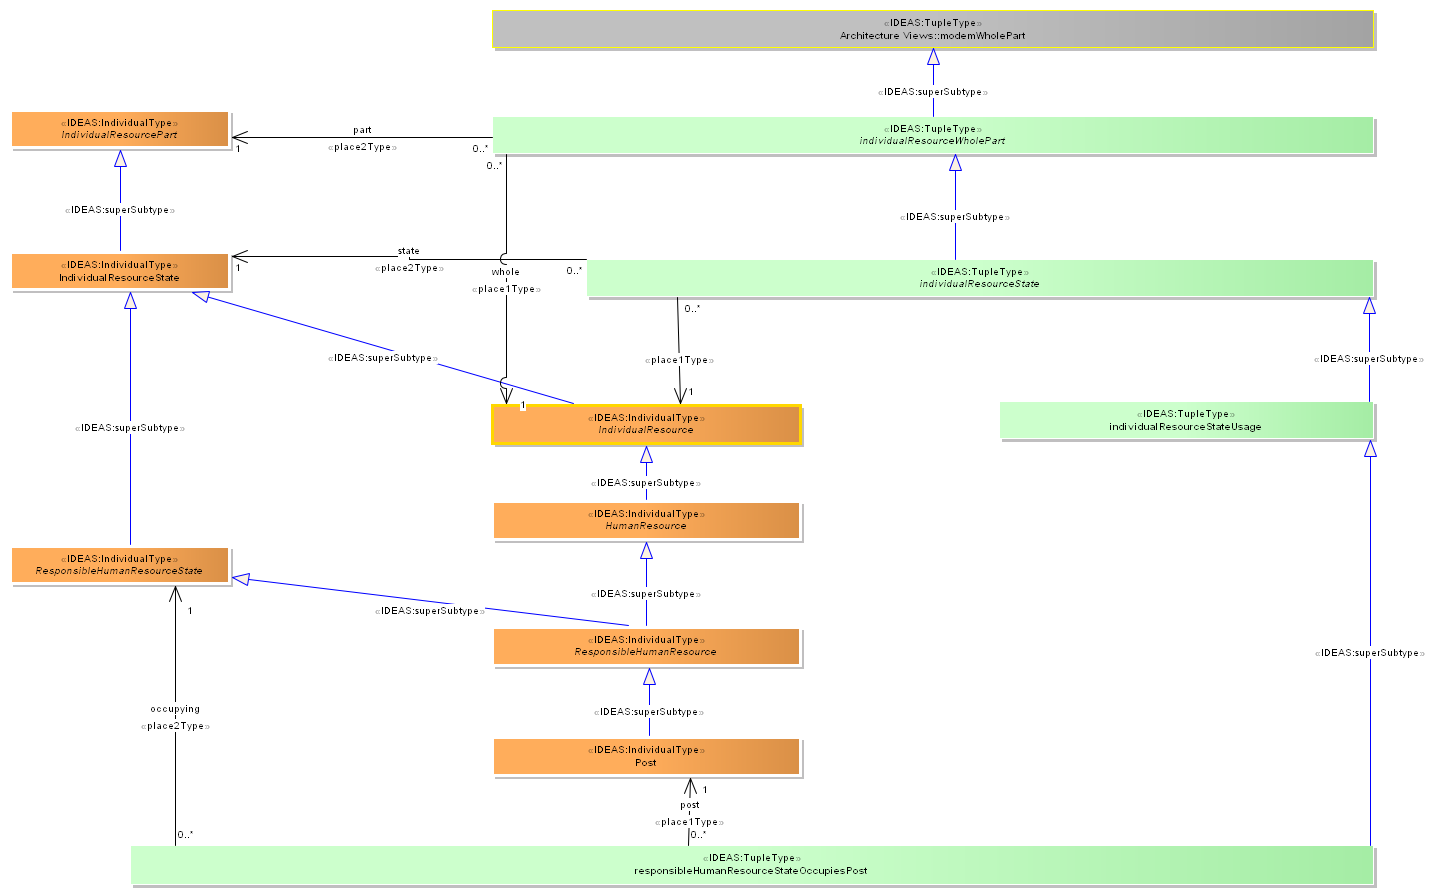 «IDEAS:TupleType»
Architecture Views::modemWholePart
«IDEAS:superSubtype»
«IDEAS:IndividualType»
IndividualResourcePart
1
part
«place2Type»
0..*
0..*
«IDEAS:TupleType»
individualResourceWholePart
«IDEAS:superSubtype»
«IDEAS:superSubtype»
«IDEAS:IndividualType»
IndividualResourceState
1
state
«place2Type»
0..*
whole
«place1Type»
«IDEAS:TupleType»
individualResourceState
0..*
«IDEAS:superSubtype»
«place1Type»
«IDEAS:superSubtype»
1
1
«IDEAS:IndividualType»
IndividualResource
«IDEAS:TupleType»
individualResourceStateUsage
«IDEAS:superSubtype»
«IDEAS:superSubtype»
«IDEAS:IndividualType»
HumanResource
«IDEAS:IndividualType»
ResponsibleHumanResourceState
1
«IDEAS:superSubtype»
«IDEAS:superSubtype»
«IDEAS:IndividualType»
ResponsibleHumanResource
«IDEAS:superSubtype»
occupying
«place2Type»
«IDEAS:superSubtype»
«IDEAS:IndividualType»
Post
1
post
«place1Type»
0..*
0..*
«IDEAS:TupleType»
responsibleHumanResourceStateOccupiesPost